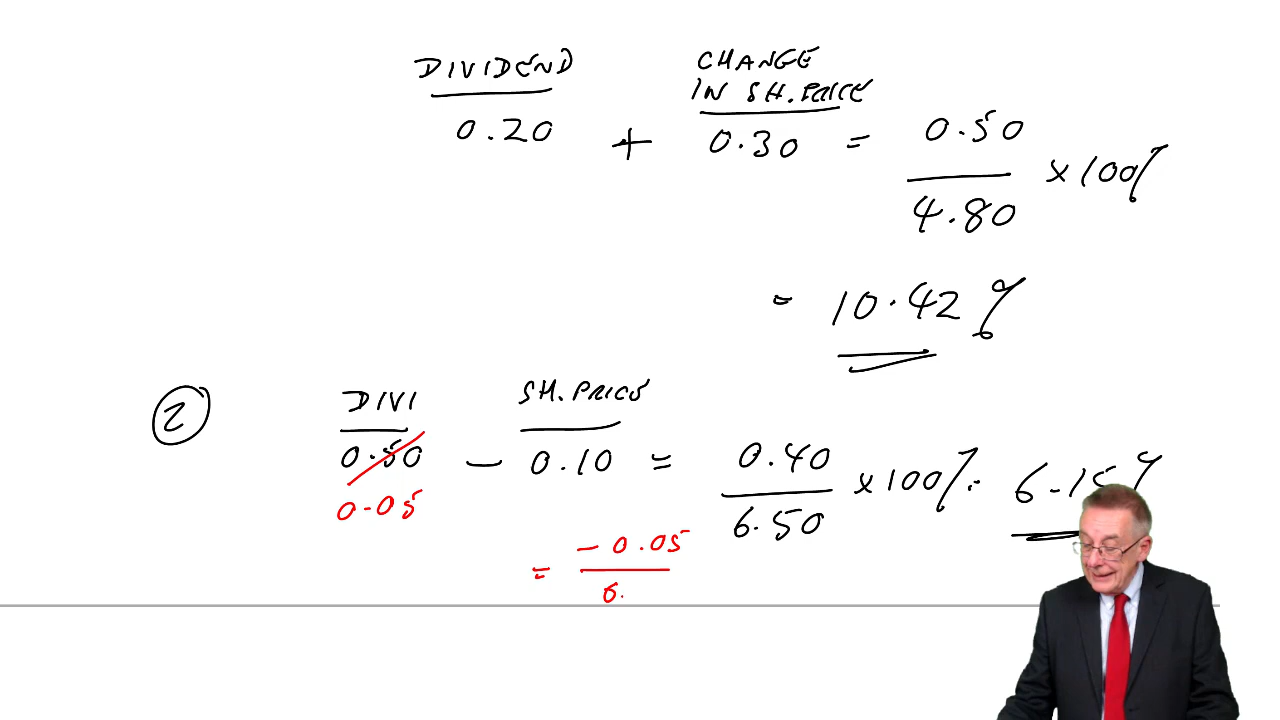 DIVIDEND
CHANGE
IN SH. PRICE
0.20 + 0.30 = 0.50
4.80
× 100%
= 10.42%
2
DIVI
SH. PRICE
0.50 - 0.10 = 0.40
6.50
× 100% = 6.15%
0.05
= -0.05
6.